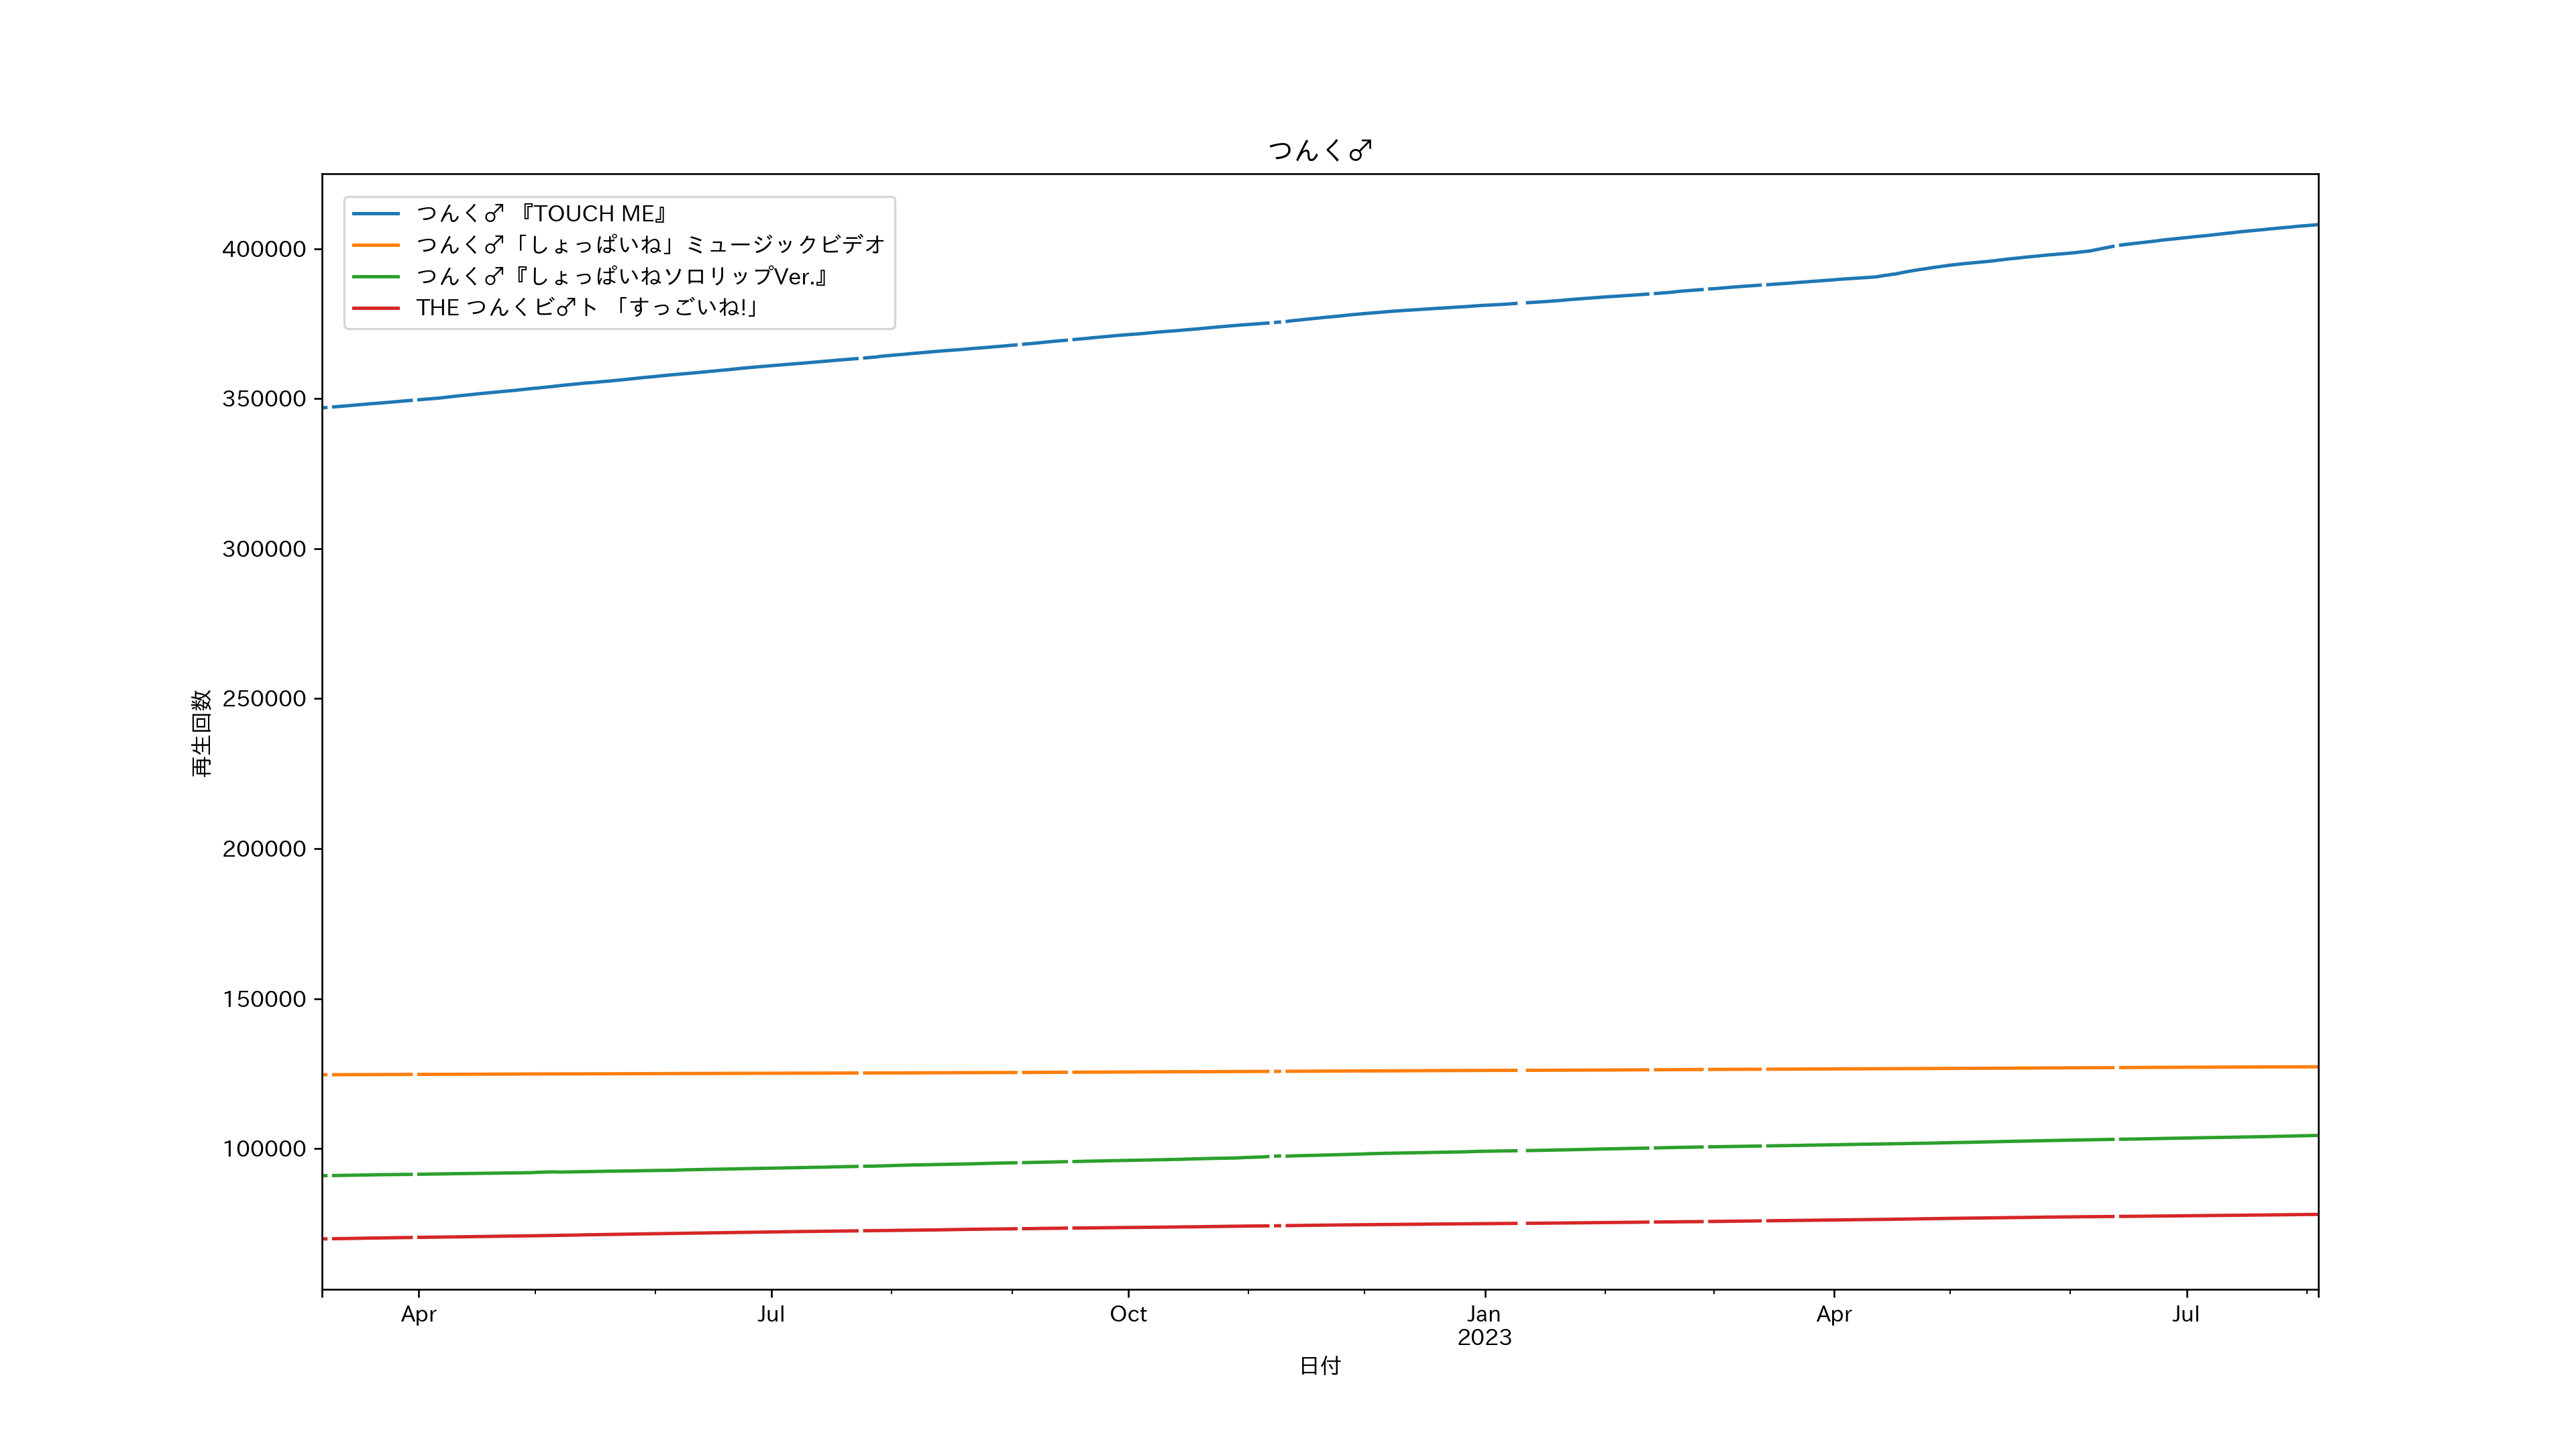 つんく♂
つんく♂ 『TOUCH ME』
つんく♂「しょっぱいね」ミュージックビデオ
つんく♂『しょっぱいねソロリップVer.』
THE つんくビ♂ト 「すっごいね!」
400000
350000
300000
250000
200000
150000
100000
再生回数
Apr
Jul
Oct
Jan
2023
Apr
Jul
日付